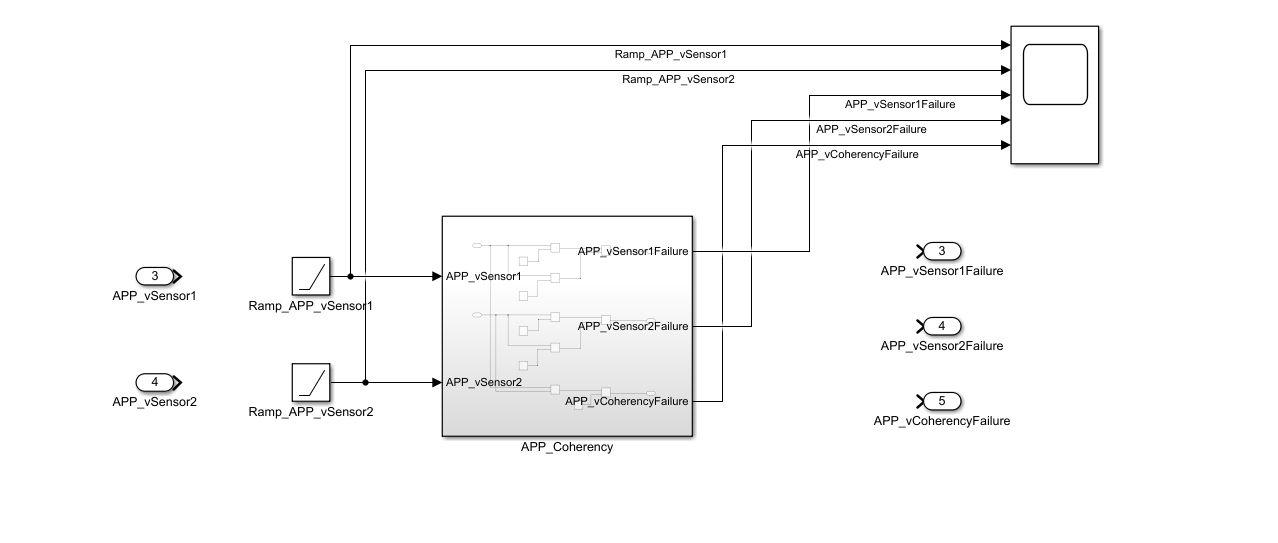 Ramp_APP_vSensor1
Ramp_APP_vSensor2
APP_vSensor1Failure
APP_vSensor2Failure
APP_vCoherencyFailure
3
APP_vSensor1
Ramp_APP_vSensor1
4
APP_vSensor2
Ramp_APP_vSensor2
APP_vSensor1
APP_vSensor2
APP_vSensor1Failure
APP_vSensor2Failure
APP_vCoherencyFailure
APP_Coherency
3
APP_vSensor1Failure
4
APP_vSensor2Failure
5
APP_vCoherencyFailure